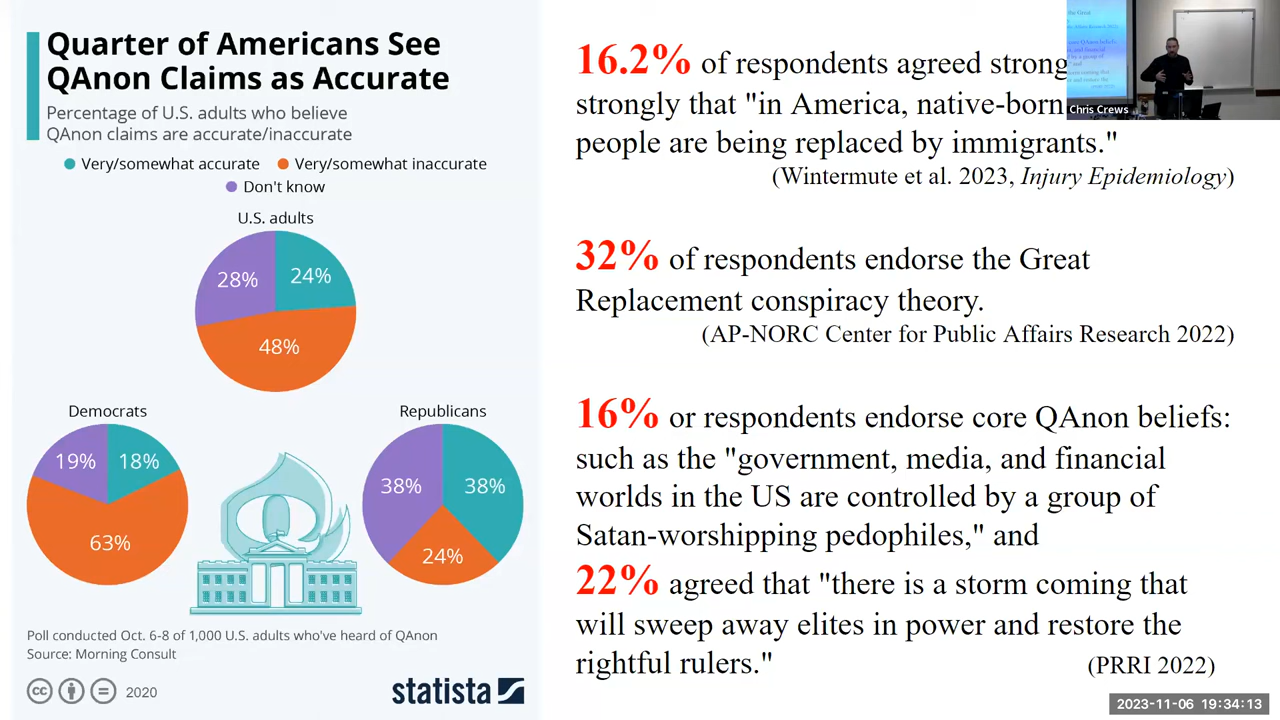 Quarter of Americans See
QAnon Claims as Accurate
Percentage of U.S. adults who believe
QAnon claims are accurate/inaccurate
Very/somewhat accurate Very/somewhat inaccurate
Don't know
U.S. adults
28% 24%
48%
Democrats
19% 18%
63%
Republicans
38% 38%
24%
Poll conducted Oct. 6-8 of 1,000 U.S. adults who've heard of QAnon
Source: Morning Consult
2020
statista
16.2% of respondents agreed strong
strongly that "in America, native-born
people are being replaced by immigrants."
(Wintermute et al. 2023, Injury Epidemiology)
32% of respondents endorse the Great
Replacement conspiracy theory.
(AP-NORC Center for Public Affairs Research 2022)
16% or respondents endorse core QAnon beliefs:
such as the "government, media, and financial
worlds in the US are controlled by a group of
Satan-worshipping pedophiles," and
22% agreed that "there is a storm coming that
will sweep away elites in power and restore the
rightful rulers."
(PRRI 2022)
the Great
Chris Crews
2023-11-06 19:34:13